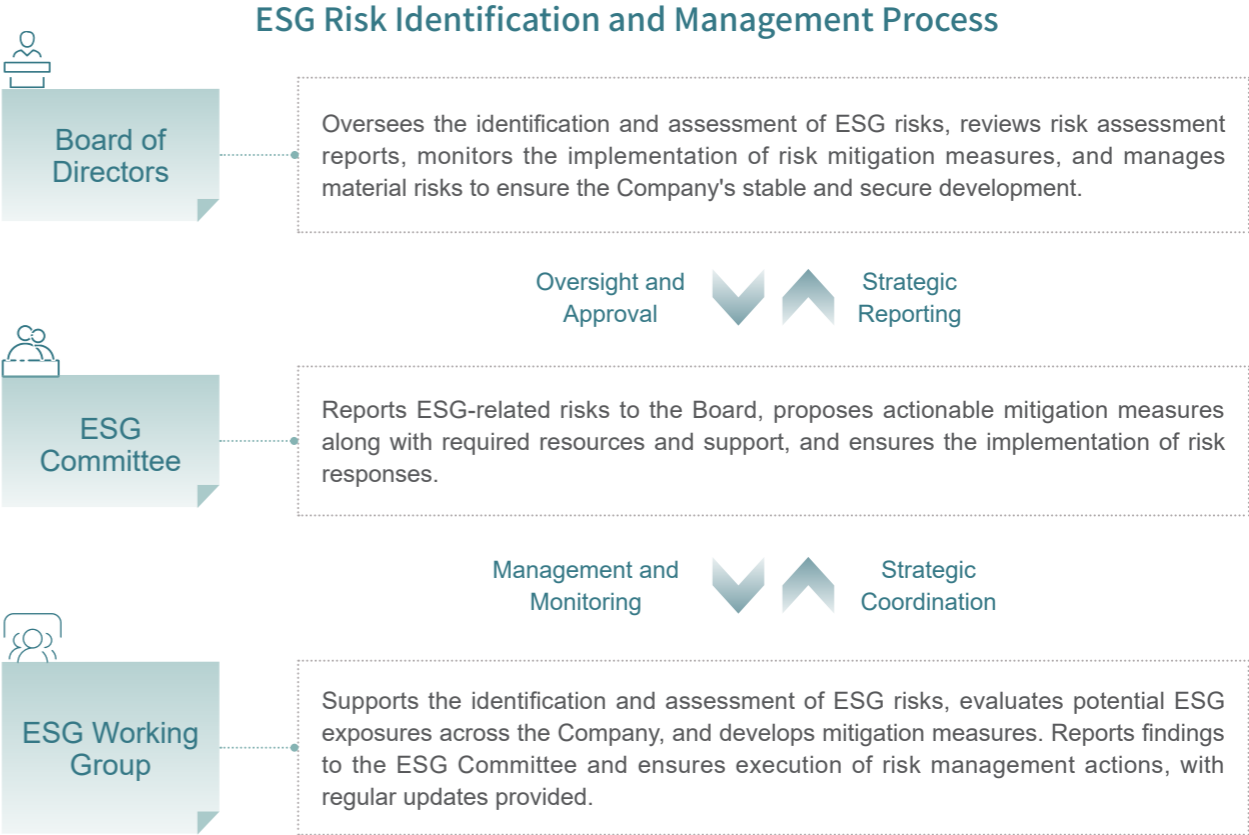 ESG Risk Identification and Management Process
Board of
Directors
Oversees the identification and assessment of ESG risks, reviews risk assessment
reports, monitors the implementation of risk mitigation measures, and manages
material risks to ensure the Company's stable and secure development.
Oversight and
Approval
Strategic
Reporting
ESG
Committee
Reports ESG-related risks to the Board, proposes actionable mitigation measures
along with required resources and support, and ensures the implementation of risk
responses.
Management and
Monitoring
Strategic
Coordination
ESG Working
Group
Supports the identification and assessment of ESG risks, evaluates potential ESG
exposures across the Company, and develops mitigation measures. Reports findings
to the ESG Committee and ensures execution of risk management actions, with
regular updates provided.